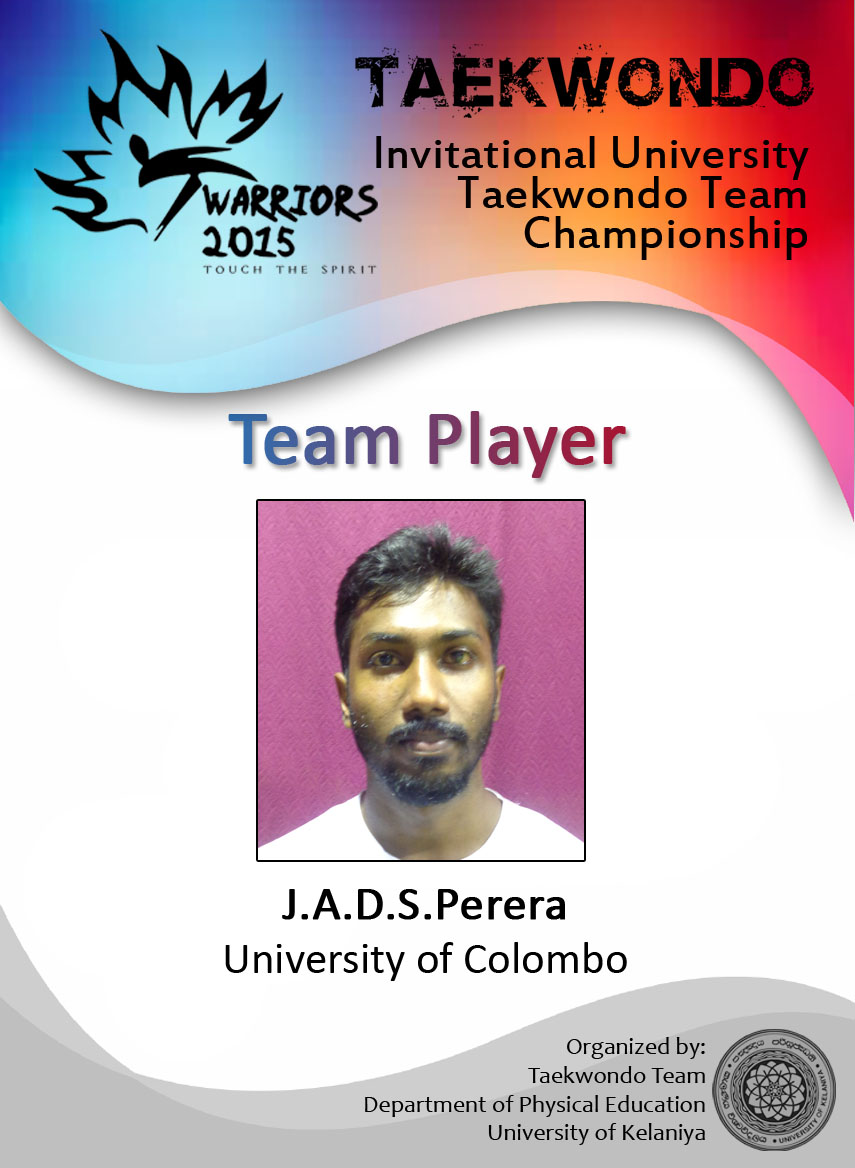 TAEKWONDO
Invitational University
Taekwondo Team
Championship
WARRIORS
2015
TOUCH THE SPIRIT
Team Player
J.A.D.S.Perera
University of Colombo
Organized by:
Taekwondo Team
Department of Physical Education
University of Kelaniya
UNIVERSITY OF KELANIYA